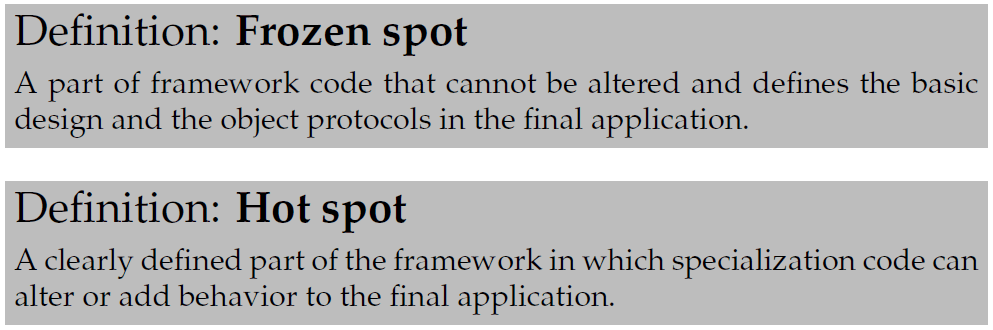 Definition: Frozen spot
A part of framework code that cannot be altered and defines the basic
design and the object protocols in the final application.
Definition: Hot spot
A clearly defined part of the framework in which specialization code can
alter or add behavior to the final application.